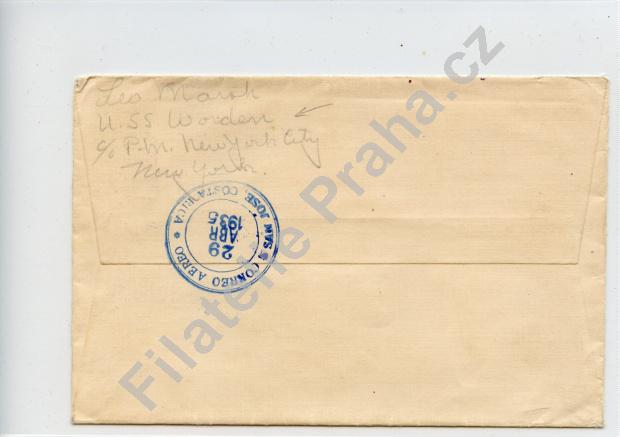 Leo Marsh
U.SS Worden
c/o P.M. New York City
New York.
SAN JOSE, COSTA RICA * CORREO AEREO *
29
ABR
1935
Filatelie Praha.cz